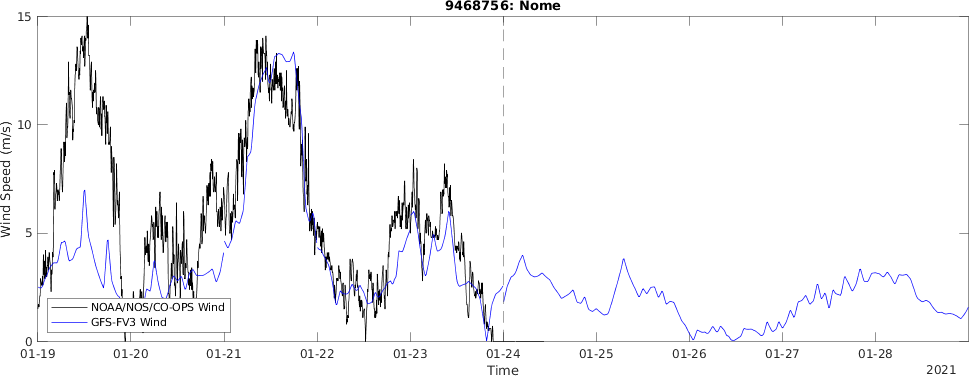 9468756: Nome
15
10
5
0
Wind Speed (m/s)
NOAA/NOS/CO-OPS Wind
GFS-FV3 Wind
01-19 01-20 01-21 01-22 01-23 01-24 01-25 01-26 01-27 01-28
Time
2021